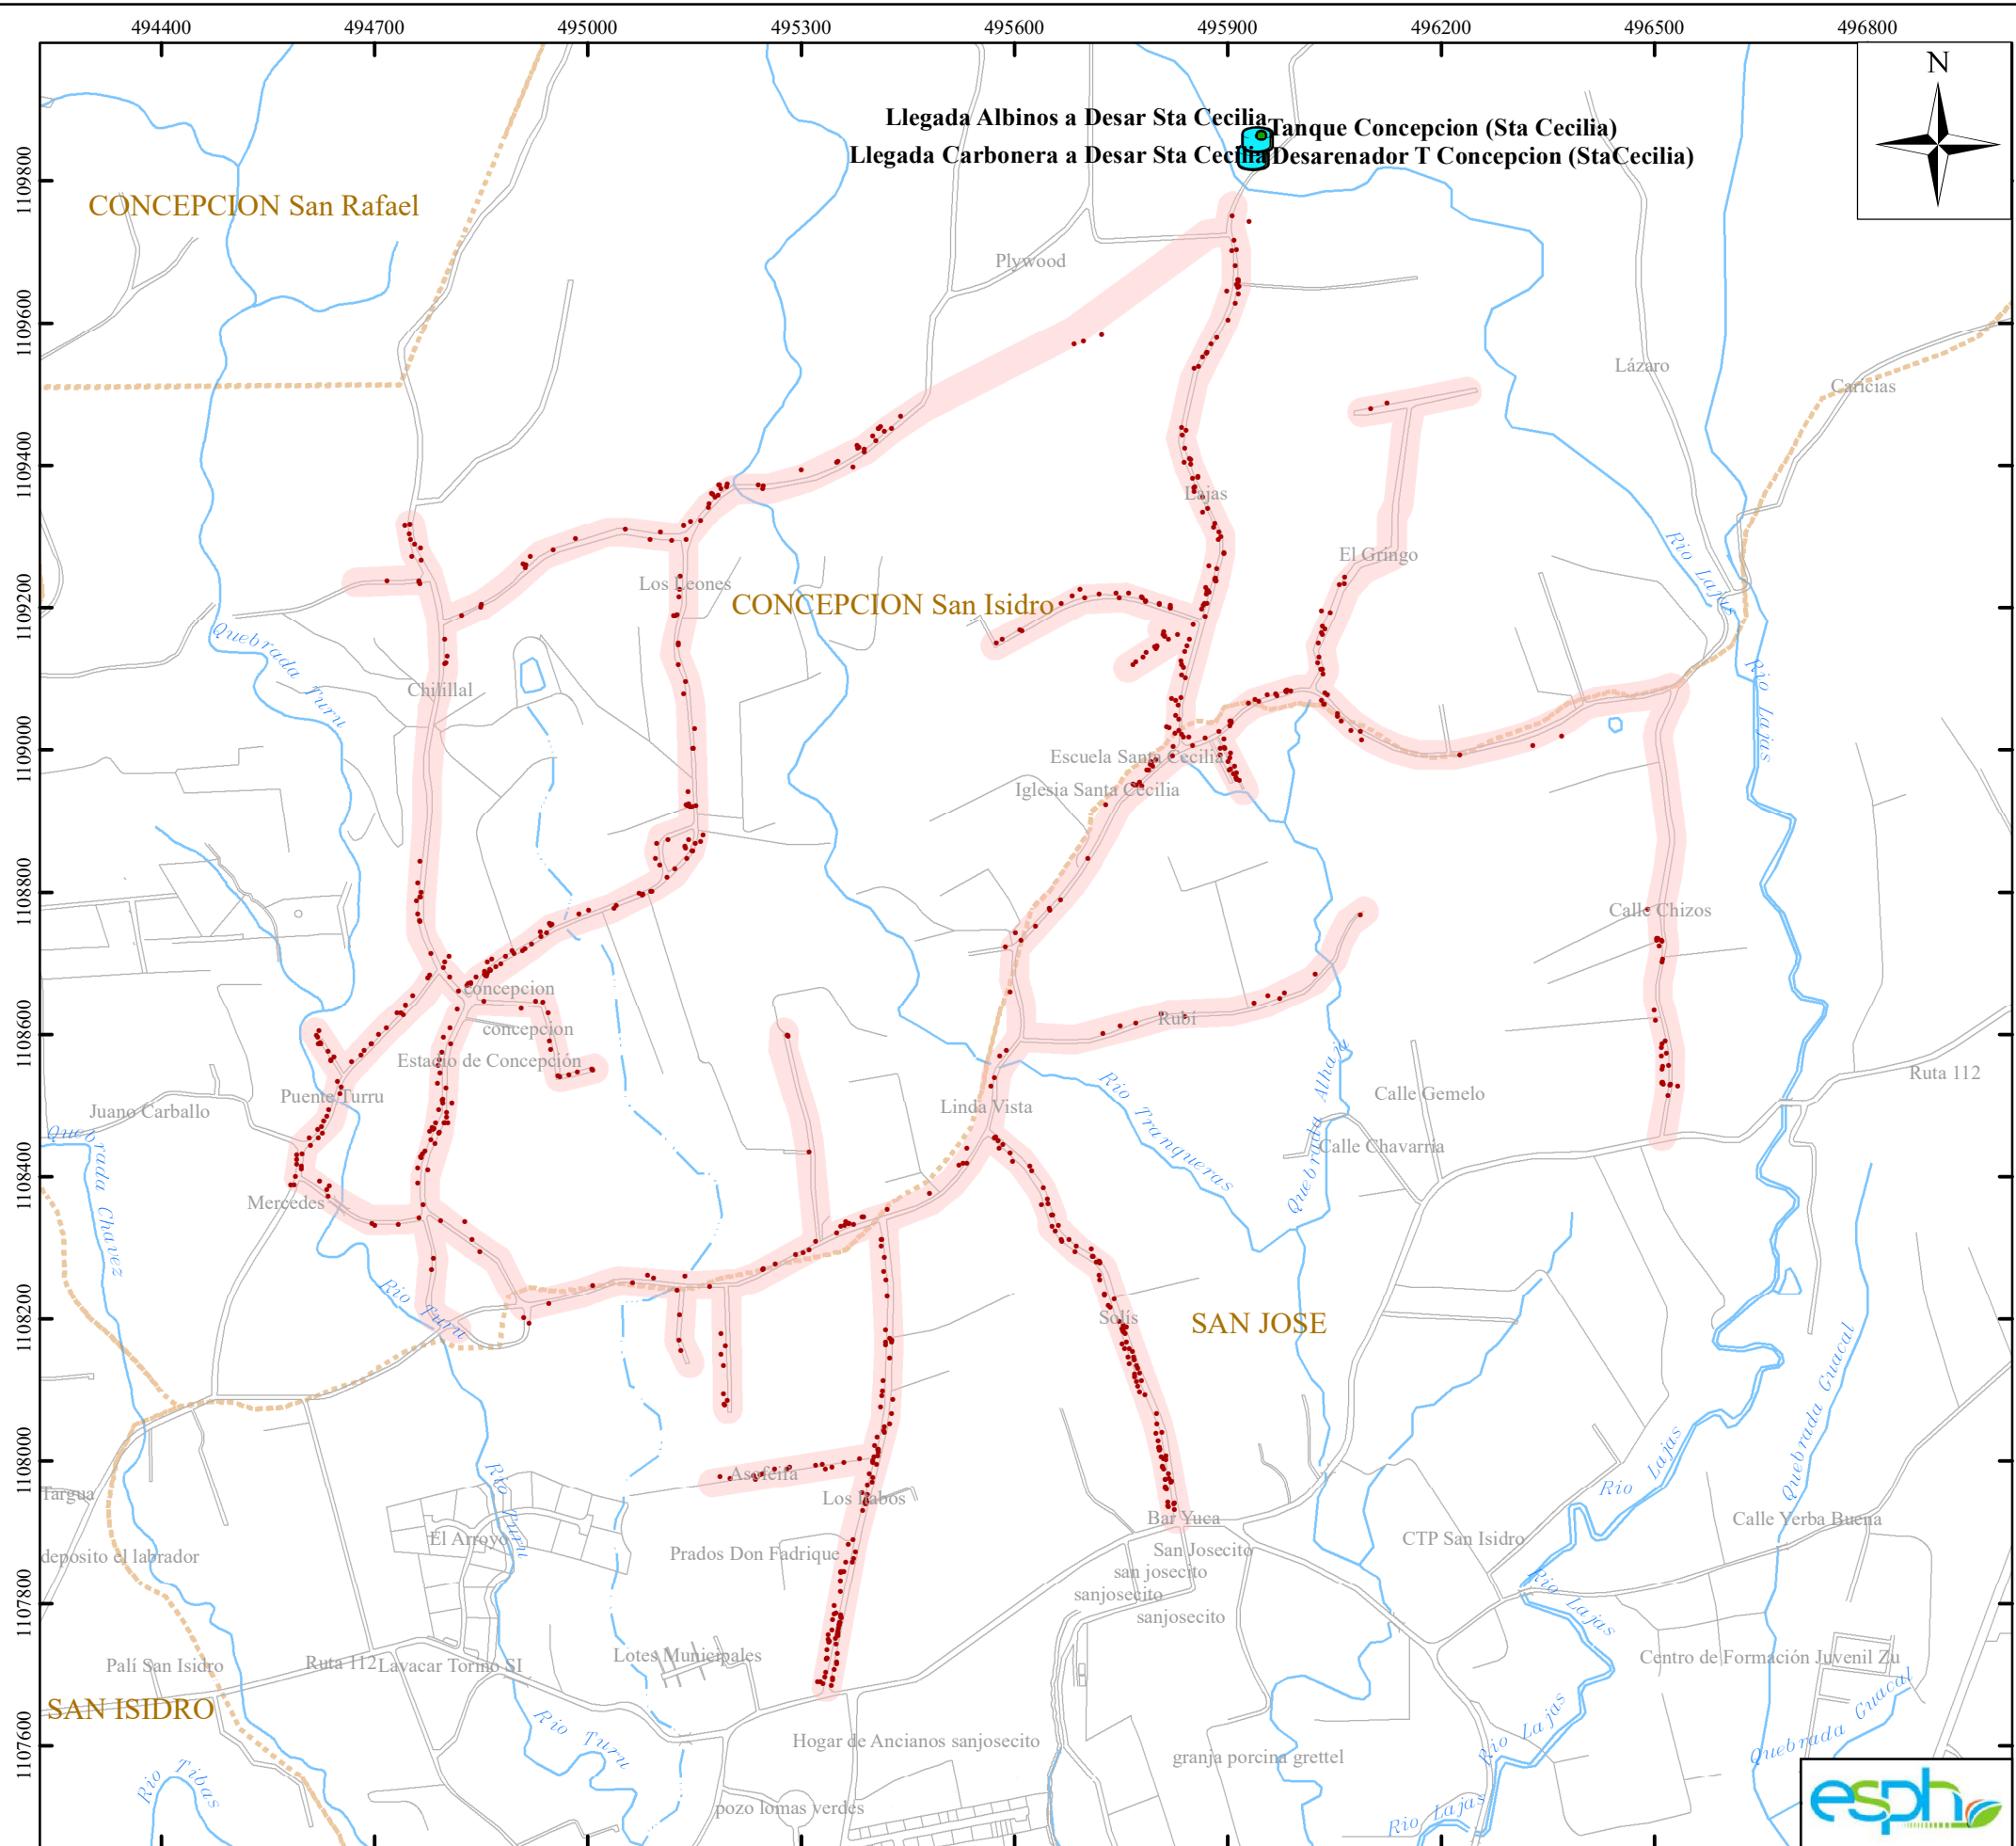 494400 494700 495000 495300 495600 495900 496200 496500 496800
N
Llegada Albinos a Desar Sta Cecilia
Tanque Concepcion (Sta Cecilia)
Llegada Carbonera a Desar Sta Cecilia
Desarenador T Concepcion (StaCecilia)
1109800
CONCEPCION San Rafael
Plywood
1109600
Lázaro
Caricias
1109400
Lajas
El Gringo
Rio Lajas
Los Leones
1109200
CONCEPCION San Isidro
Quebrada Turu
Chilillal
Rio Lajas
1109000
Escuela Santa Cecilia
Iglesia Santa Cecilia
1108800
Calle Chizos
concepcion
Rubí
concepcion
1108600
Estadio de Concepción
Puente Turru
Juano Carballo
Linda Vista
Rio Tranqueras
Quebrada Alhaja
Calle Gemelo
Ruta 112
Quebrada Chavez
Calle Chavarría
1108400
Mercedes
Rio Turu
1108200
Solís
SAN JOSE
Quebrada Guacal
1108000
Asofeifa
Targua
Rio Turu
Los Nabos
Rio Lajas
Bar Yuca
Calle Yerba Buena
El Arroyo
CTP San Isidro
deposito el labrador
Prados Don Fadrique
San Josecito
san josecito
1107800
sanjosecito
Rio Lajas
sanjosecito
Palí San Isidro
Ruta 112
Lavacar Torino SI
Lotes Municipales
Centro de Formación Juvenil Zu
SAN ISIDRO
1107600
Rio Turu
Hogar de Ancianos sanjosecito
granja porcina grettel
Rio Lajas
Quebrada Guacal
Rio Tibas
pozo lomas verdes
Rio Lajas
esph